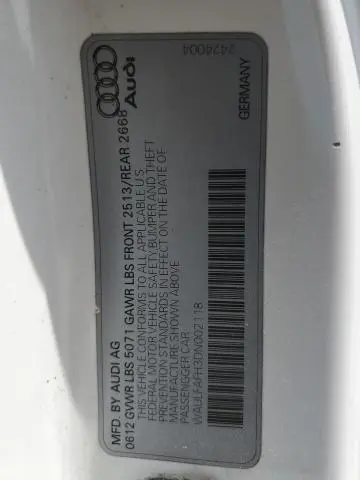 MFD. BY AUDI AG
0612 GVWR LBS 5071 GAWR LBS FRONT 2513/REAR 2668
THIS VEHICLE CONFORMS TO ALL APPLICABLE U.S.
FEDERAL MOTOR VEHICLE SAFETY BUMPER AND THEFT
PREVENTION STANDARDS IN EFFECT ON THE DATE OF
MANUFACTURE SHOWN ABOVE
PASSENGER CAR
WAULFAFH3DN002118
Audi
7424004
GERMANY